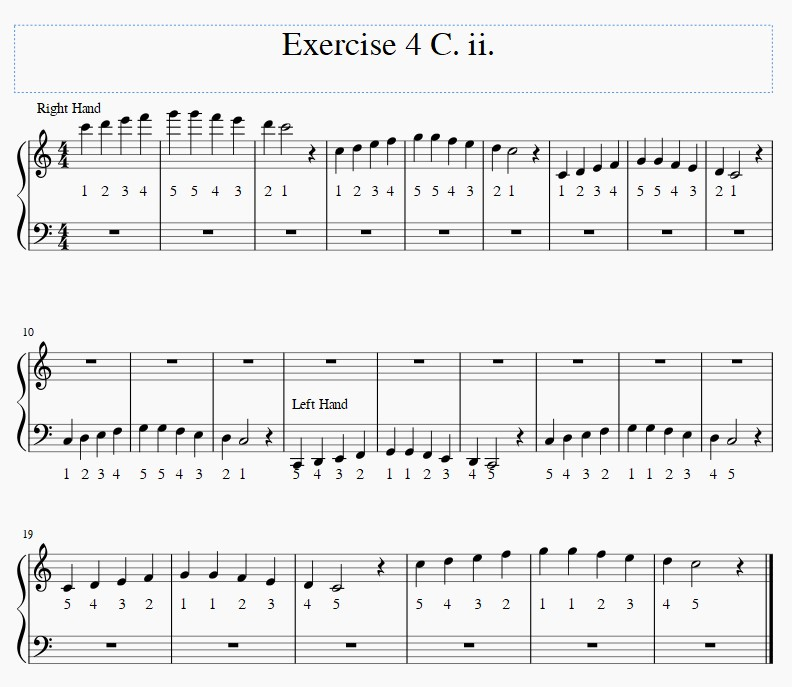 Exercise 4 C. ii.
Right Hand
4 4
1 2 3 4 5 5 4 3 2 1 1 2 3 4 5 5 4 3 2 1 1 2 3 4 5 5 4 3 2 1
4 4
10
Left Hand
1 2 3 4 5 5 4 3 2 1 5 4 3 2 1 1 2 3 4 5 5 4 3 2 1 1 2 3 4 5
19
5 4 3 2 1 1 2 3 4 5 5 4 3 2 1 1 2 3 4 5